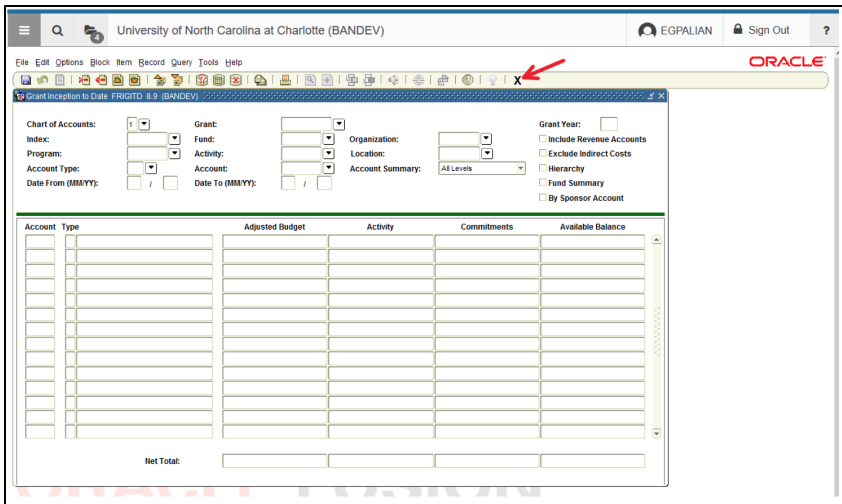 University of North Carolina at Charlotte (BANDEV)
4
EGPALIAN
Sign Out
?
File Edit Options Block Item Record Query Tools Help
ORACLE
X
Grant Inception to Date FRIGITD 8.9 (BANDEV)
Chart of Accounts: 1 Grant: Grant Year:
Index: Fund: Organization: Include Revenue Accounts
Program: Activity: Location: Exclude Indirect Costs
Account Type: Account: Account Summary: All Levels Hierarchy
Date From (MM/YY): / Date To (MM/YY): / Fund Summary
By Sponsor Account
Account Type Adjusted Budget Activity Commitments Available Balance
Net Total: